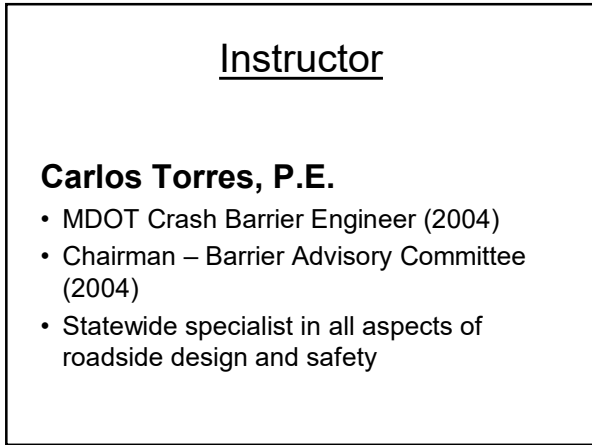 Instructor
Carlos Torres, P.E.
• MDOT Crash Barrier Engineer (2004)
• Chairman – Barrier Advisory Committee
(2004)
• Statewide specialist in all aspects of
roadside design and safety